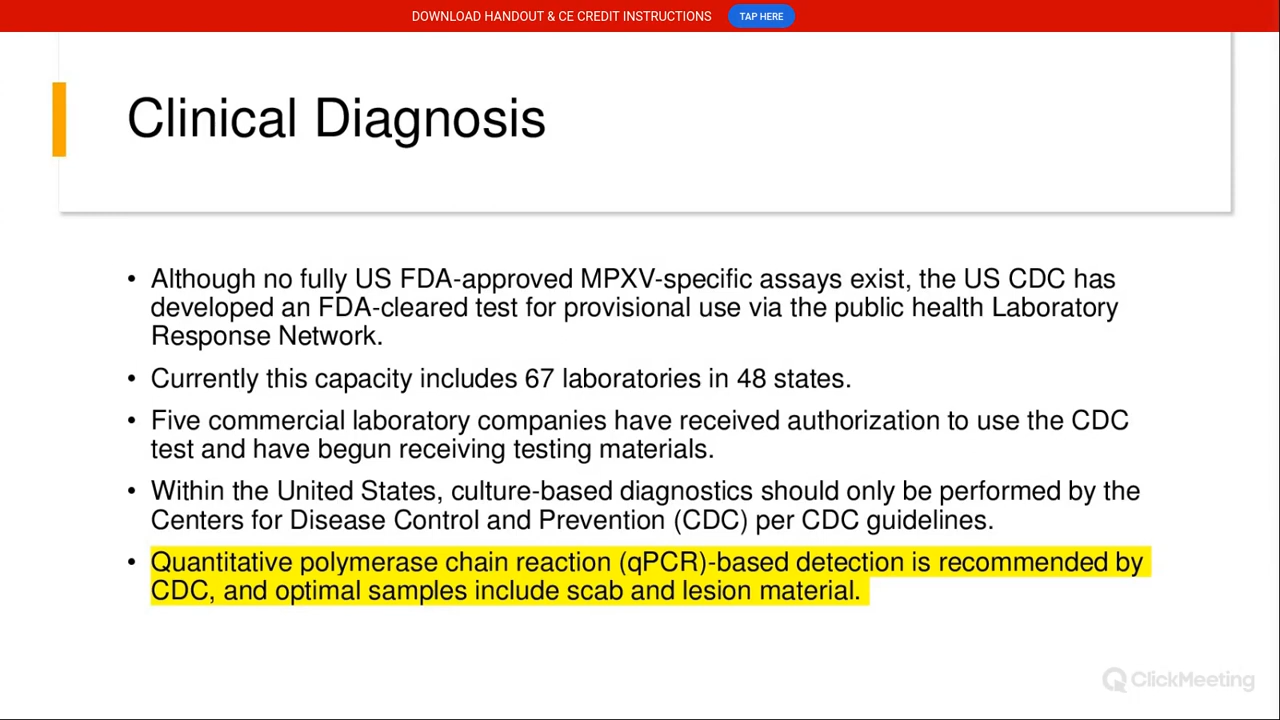 DOWNLOAD HANDOUT & CE CREDIT INSTRUCTIONS TAP HERE
Clinical Diagnosis
• Although no fully US FDA-approved MPXV-specific assays exist, the US CDC has
developed an FDA-cleared test for provisional use via the public health Laboratory
Response Network.
• Currently this capacity includes 67 laboratories in 48 states.
• Five commercial laboratory companies have received authorization to use the CDC
test and have begun receiving testing materials.
• Within the United States, culture-based diagnostics should only be performed by the
Centers for Disease Control and Prevention (CDC) per CDC guidelines.
• Quantitative polymerase chain reaction (qPCR)-based detection is recommended by
CDC, and optimal samples include scab and lesion material.
ClickMeeting